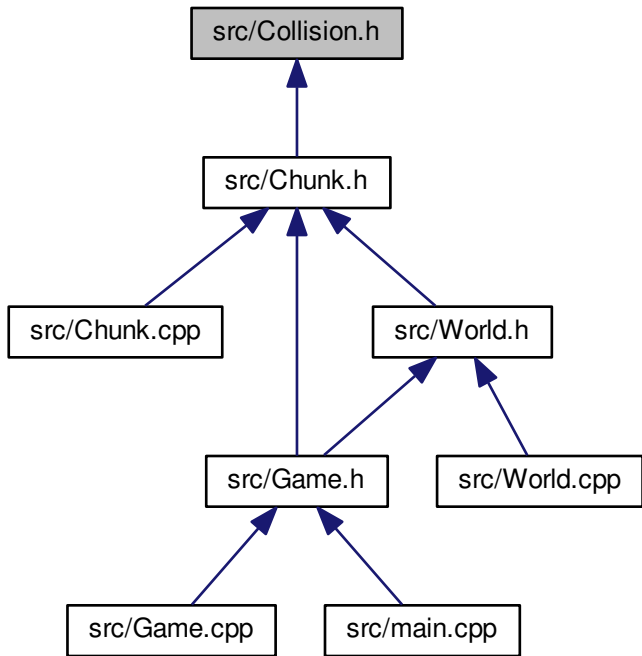 src/Collision.h
src/Chunk.h
src/Chunk.cpp
src/World.h
src/Game.h
src/World.cpp
src/Game.cpp
src/main.cpp